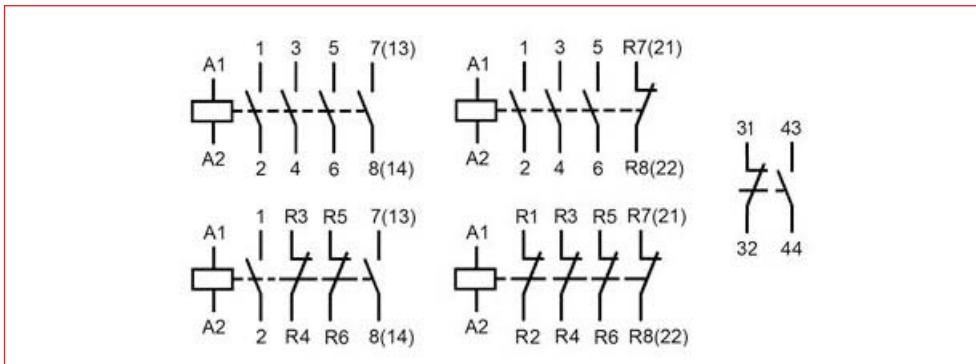 1 3 5 7(13)
A1
A2
2 4 6 8(14)
1 3 5 R7(21)
A1
A2
2 4 6 R8(22)
31 43
32 44
1 R3 R5 7(13)
A1
A2
2 R4 R6 8(14)
R1 R3 R5 R7(21)
A1
A2
R2 R4 R6 R8(22)